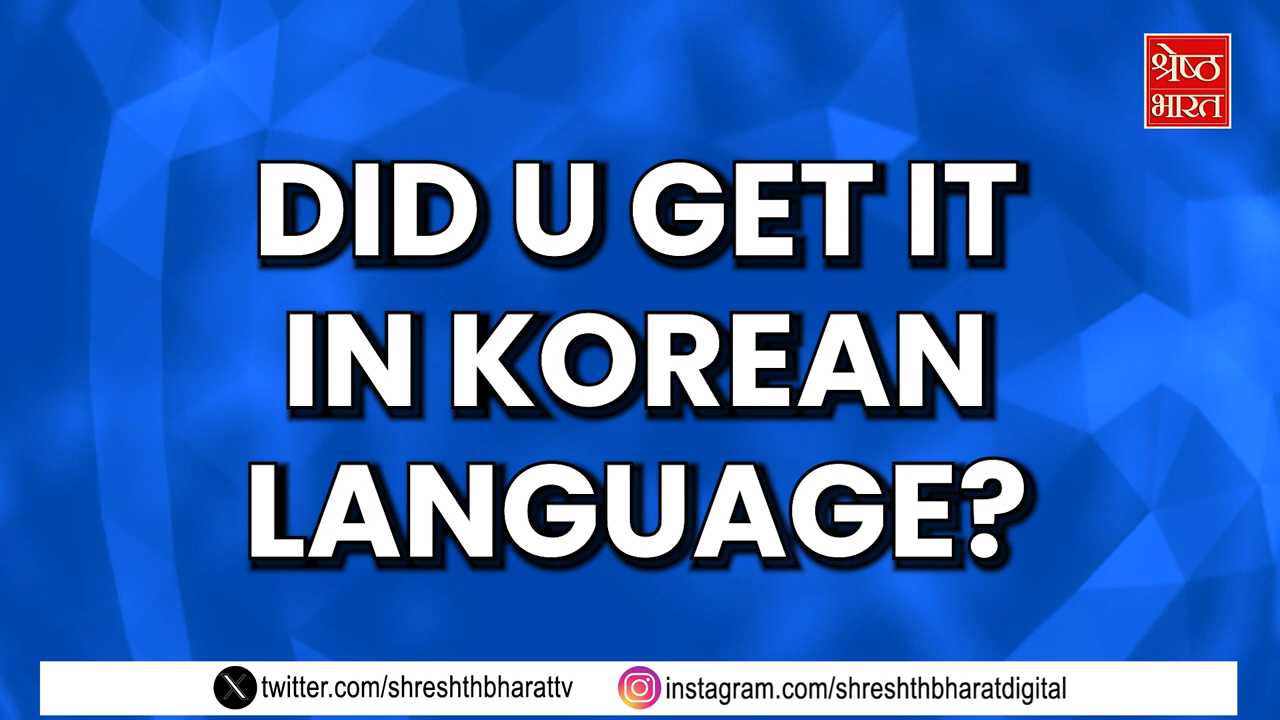 श्रेष्ठ
भारत
DID U GET IT
IN KOREAN
LANGUAGE?
twitter.com/shreshthbharattv instagram.com/shreshthbharatdigital